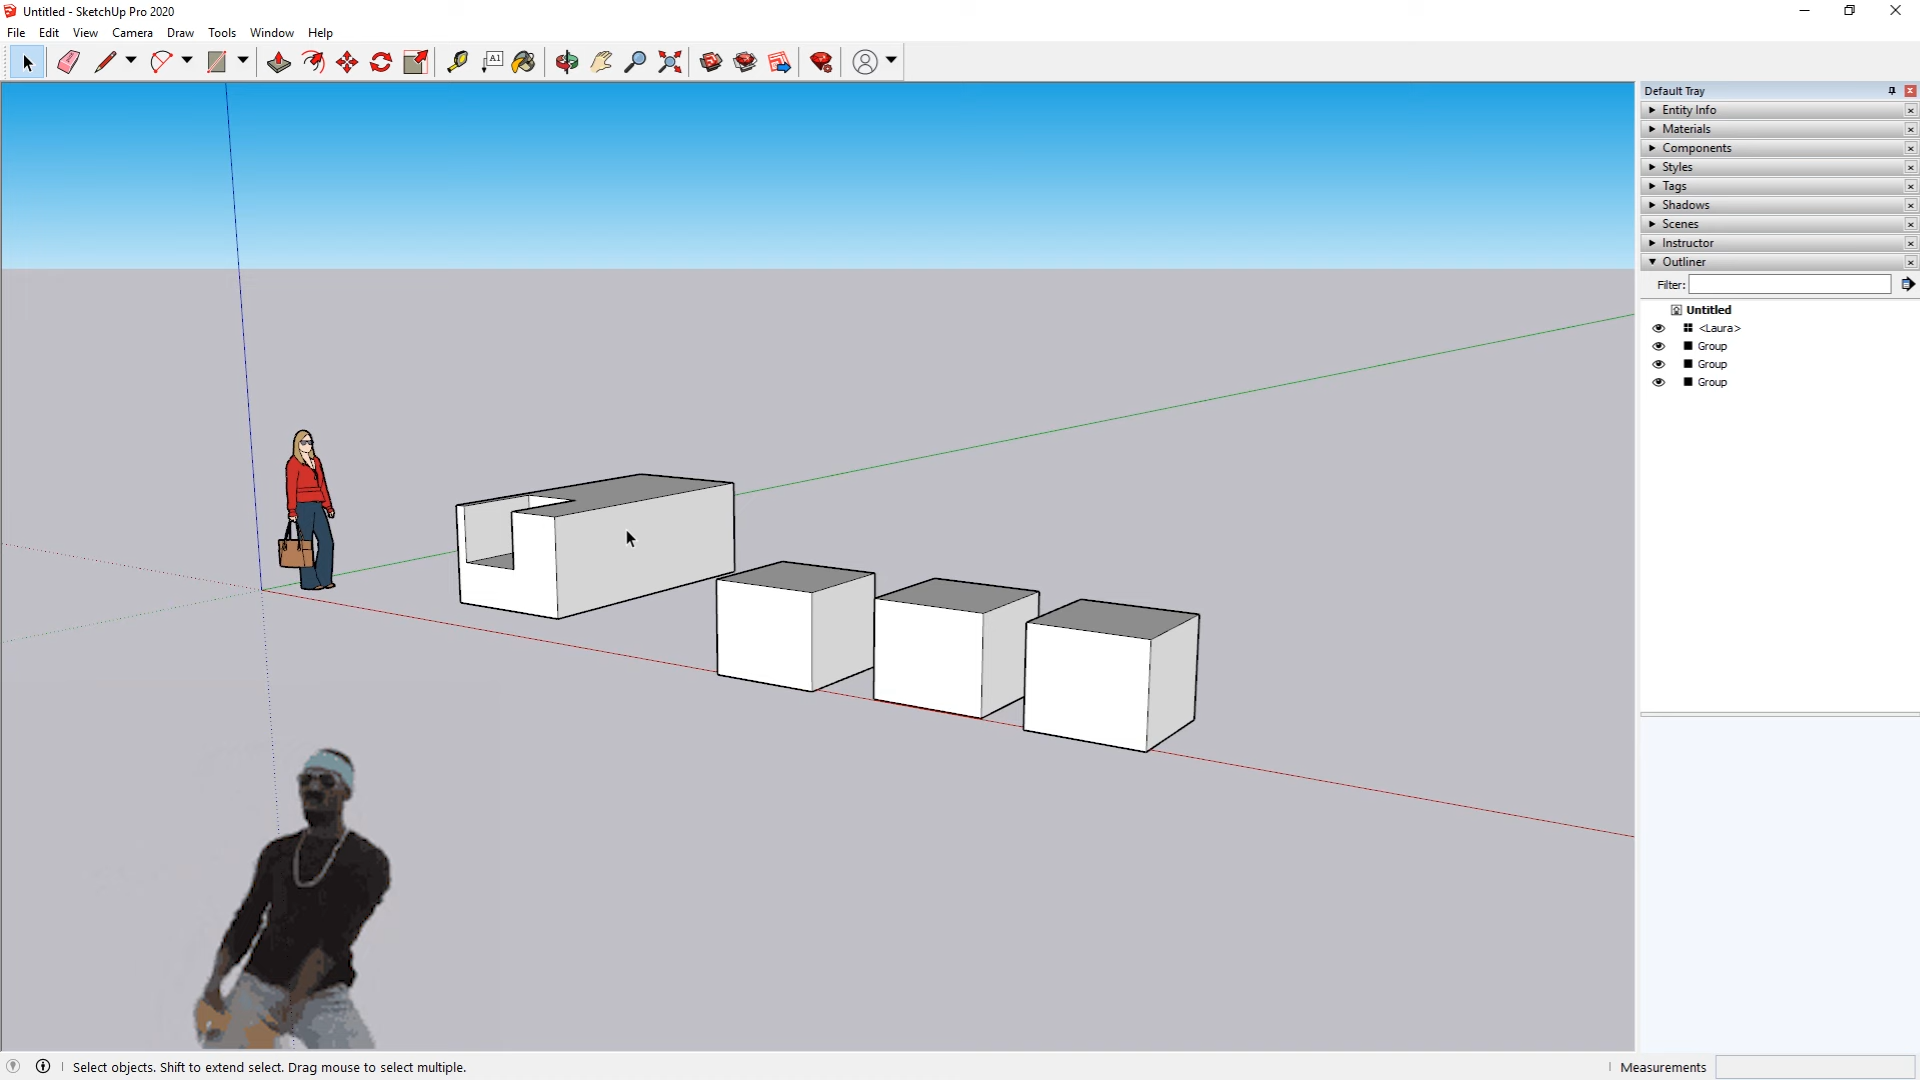 Untitled - SketchUp Pro 2020
File Edit View Camera Draw Tools Window Help
A1
Default Tray
Entity Info
Materials
Components
Styles
Tags
Shadows
Scenes
Instructor
Outliner
Filter:
Untitled
<Laura>
Group
Group
Group
Select objects. Shift to extend select. Drag mouse to select multiple.
Measurements